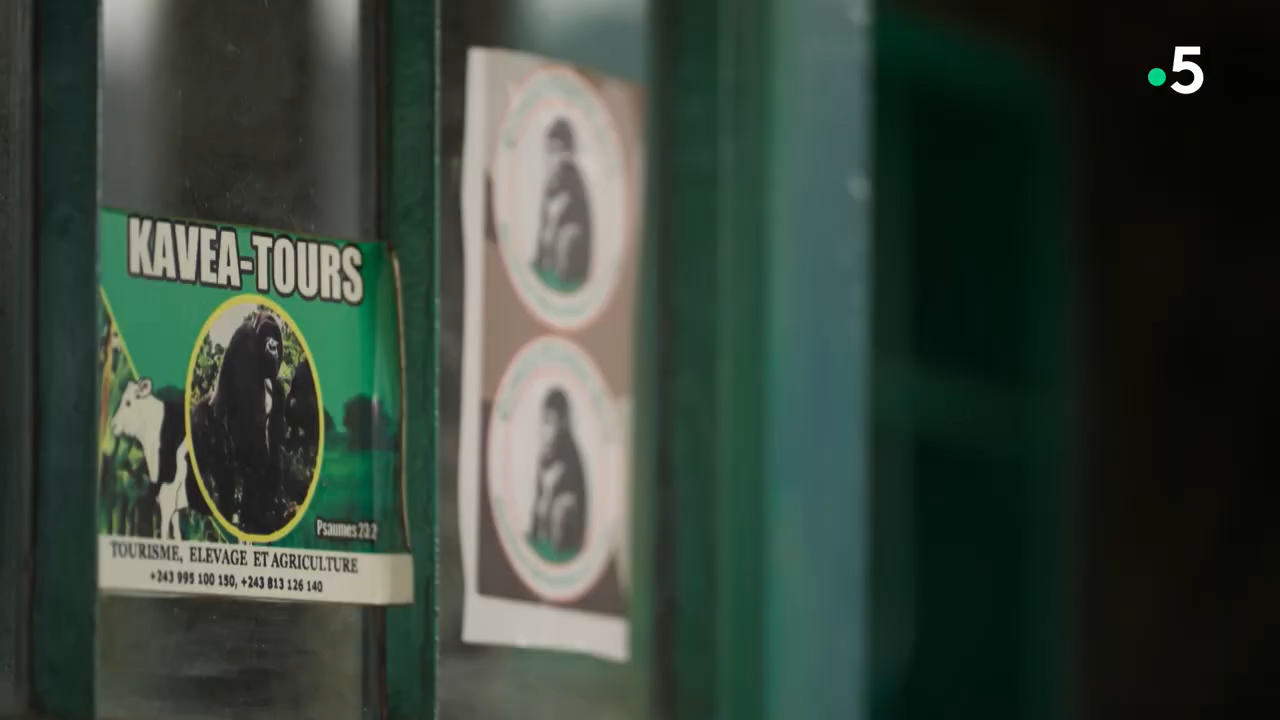 5
KAVEA-TOURS
Psaumes 23:2
TOURISME, ELEVAGE ET AGRICULTURE
+243 995 100 150, +243 813 126 140